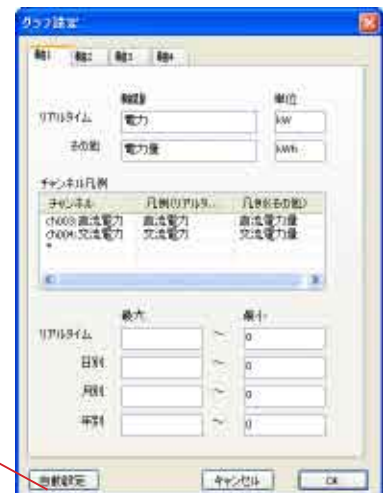 グラフ設定
軸1 軸2 軸3 軸4
軸題 単位
リアルタイム 電力 kW
その他 電力量 kWh
チャンネル凡例
チャンネル 凡例(リアルタ... 凡例(その他)
ch003:直流電力 直流電力 直流電力量
ch004:交流電力 交流電力 交流電力量
*
最大 最小
リアルタイム ～ 0
日別 ～ 0
月別 ～ 0
年別 ～ 0
自動設定 キャンセル OK